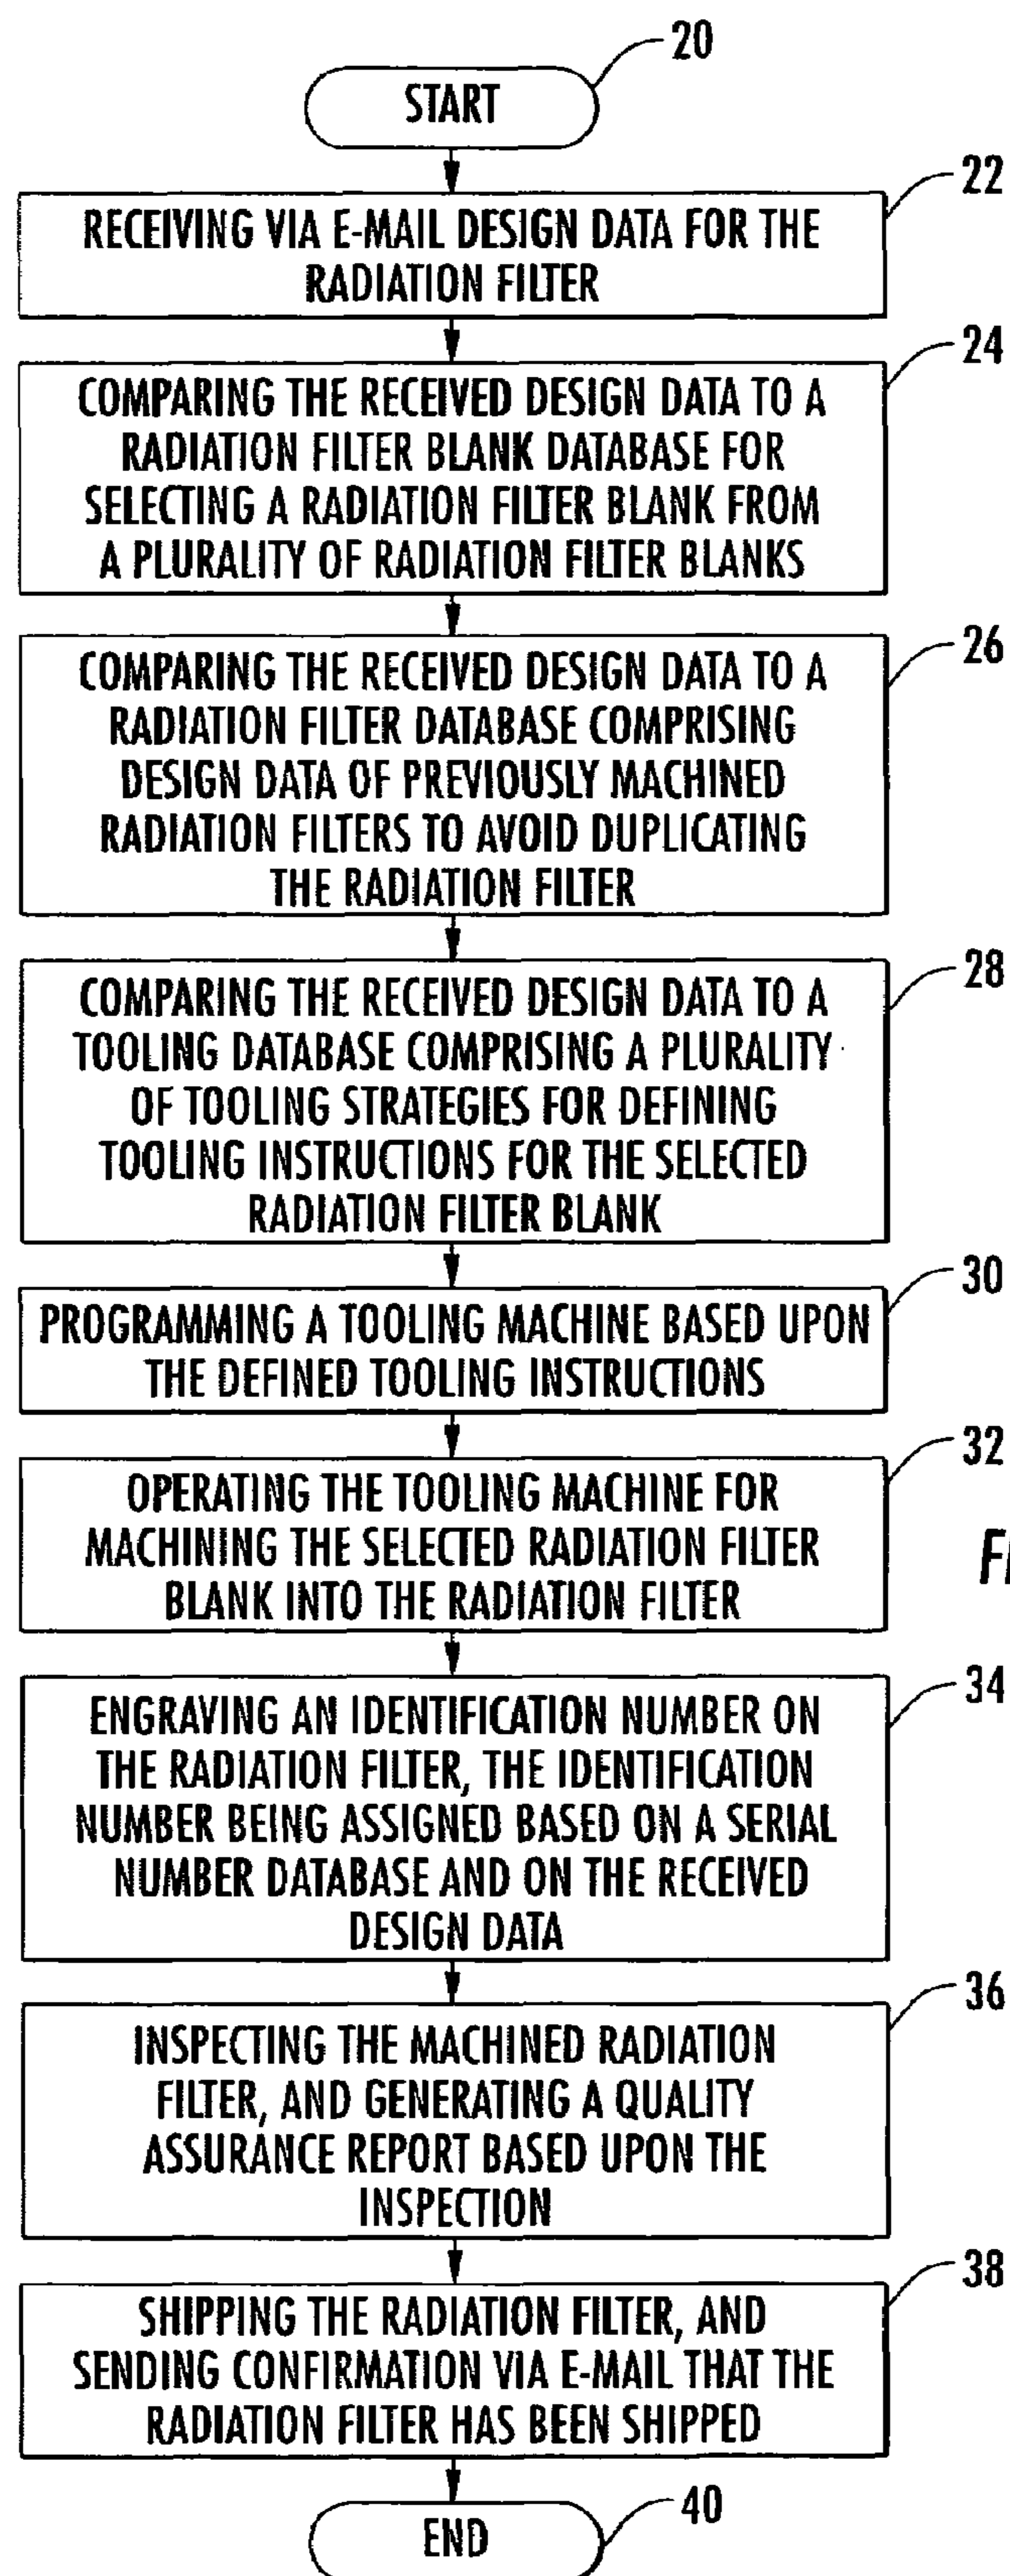 20
START
22
RECEIVING VIA E-MAIL DESIGN DATA FOR THE
RADIATION FILTER
24
COMPARING THE RECEIVED DESIGN DATA TO A
RADIATION FILTER BLANK DATABASE FOR
SELECTING A RADIATION FILTER BLANK FROM
A PLURALITY OF RADIATION FILTER BLANKS
26
COMPARING THE RECEIVED DESIGN DATA TO A
RADIATION FILTER DATABASE COMPRISING
DESIGN DATA OF PREVIOUSLY MACHINED
RADIATION FILTERS TO AVOID DUPLICATING
THE RADIATION FILTER
28
COMPARING THE RECEIVED DESIGN DATA TO A
TOOLING DATABASE COMPRISING A PLURALITY
OF TOOLING STRATEGIES FOR DEFINING
TOOLING INSTRUCTIONS FOR THE SELECTED
RADIATION FILTER BLANK
30
PROGRAMMING A TOOLING MACHINE BASED UPON
THE DEFINED TOOLING INSTRUCTIONS
32
OPERATING THE TOOLING MACHINE FOR
MACHINING THE SELECTED RADIATION FILTER
BLANK INTO THE RADIATION FILTER
34
ENGRAVING AN IDENTIFICATION NUMBER ON
THE RADIATION FILTER, THE IDENTIFICATION
NUMBER BEING ASSIGNED BASED ON A SERIAL
NUMBER DATABASE AND ON THE RECEIVED
DESIGN DATA
36
INSPECTING THE MACHINED RADIATION
FILTER, AND GENERATING A QUALITY
ASSURANCE REPORT BASED UPON THE
INSPECTION
38
SHIPPING THE RADIATION FILTER, AND
SENDING CONFIRMATION VIA E-MAIL THAT THE
RADIATION FILTER HAS BEEN SHIPPED
40
END